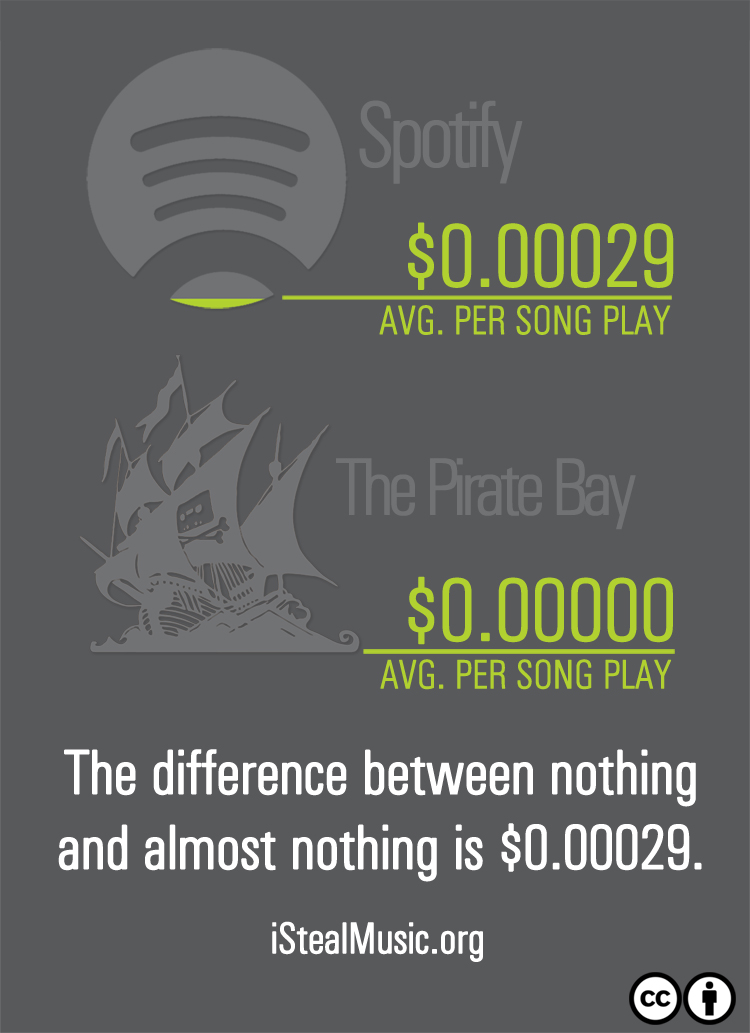 Spotify
$0.00029
AVG. PER SONG PLAY
The Pirate Bay
$0.00000
AVG. PER SONG PLAY
The difference between nothing
and almost nothing is $0.00029.
iStealMusic.org
cc